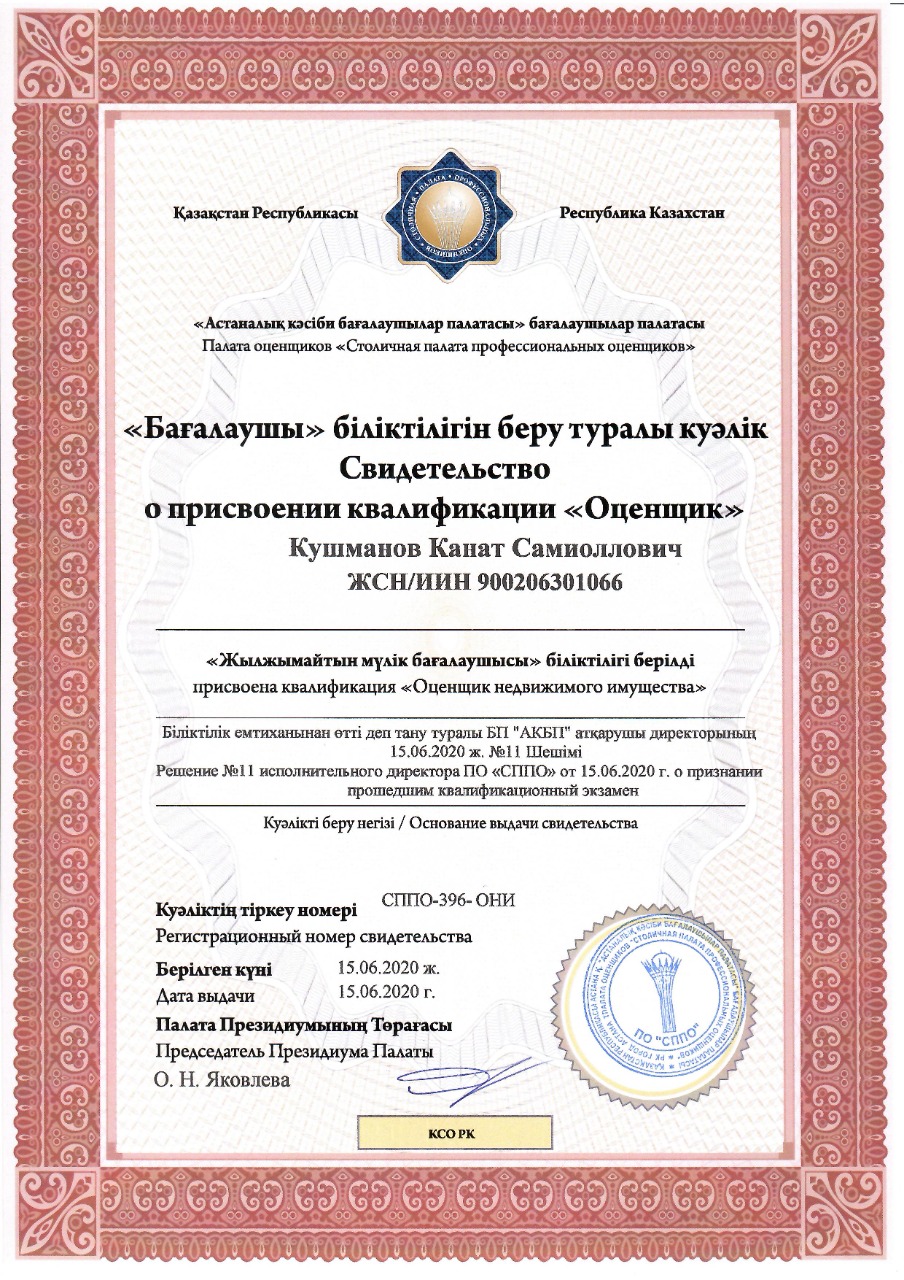 Қазақстан Республикасы
Республика Казахстан
СТОЛИЧНАЯ • ПАЛАТА • ПРОФЕССИОНАЛЬНЫХ • ОЦЕНЩИКОВ •
«Астаналық кәсіби бағалаушылар палатасы» бағалаушылар палатасы
Палата оценщиков «Столичная палата профессиональных оценщиков»
«Бағалаушы» біліктілігін беру туралы куәлік
Свидетельство
о присвоении квалификации «Оценщик»
Кушманов Канат Самиоллович
ЖСН/ИИН 900206301066
«Жылжымайтын мүлік бағалаушысы» біліктілігі берілді
присвоена квалификация «Оценщик недвижимого имущества»
Біліктілік емтиханынан өтті деп тану туралы БП "АКБП" атқарушы директорының
15.06.2020 ж. №11 Шешімі
Решение №11 исполнительного директора ПО «СППО» от 15.06.2020 г. о признании
прошедшим квалификационный экзамен
Куәлікті беру негізі / Основание выдачи свидетельства
Куәліктің тіркеу номері СППО-396- ОНИ
Регистрационный номер свидетельства
Берілген күні 15.06.2020 ж.
Дата выдачи 15.06.2020 г.
Палата Президиумының Төрағасы
Председатель Президиума Палаты
О. Н. Яковлева
ПО "СППО"
КСО РК